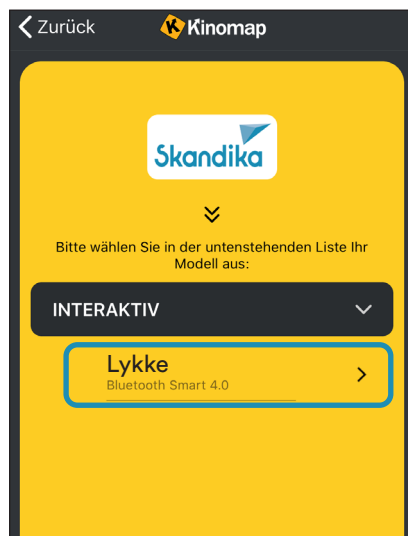 Zurück
Kinomap
Skandika
Bitte wählen Sie in der untenstehenden Liste Ihr
Modell aus:
INTERAKTIV
Lykke
Bluetooth Smart 4.0